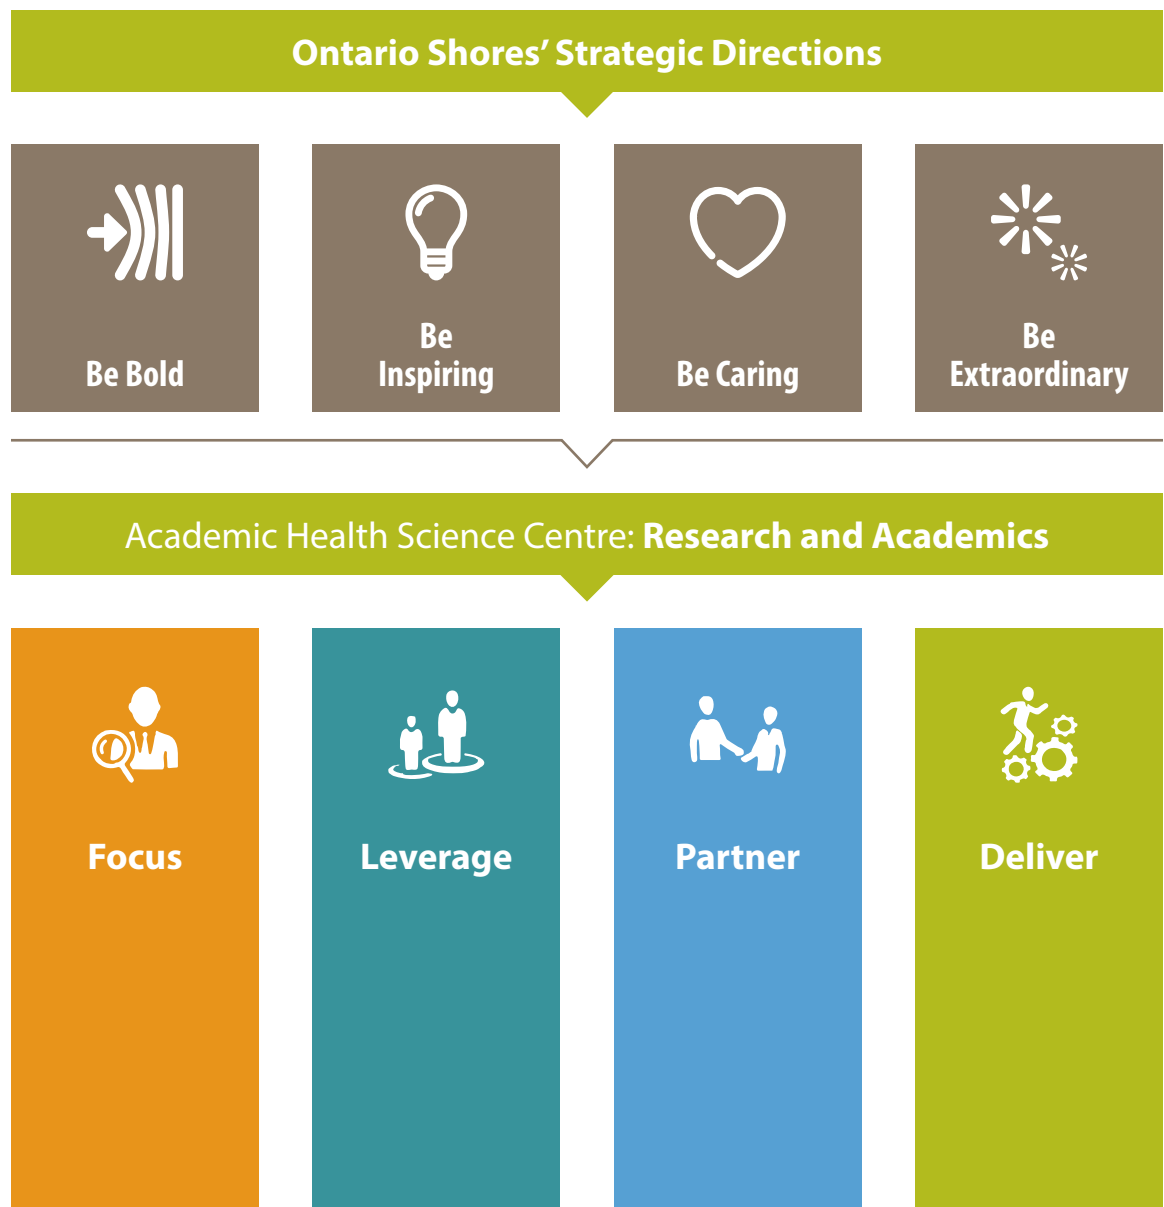 Ontario Shores’ Strategic Directions
Be Bold
Be
Inspiring
Be Caring
Be
Extraordinary
Academic Health Science Centre: Research and Academics
Focus
Leverage
Partner
Deliver